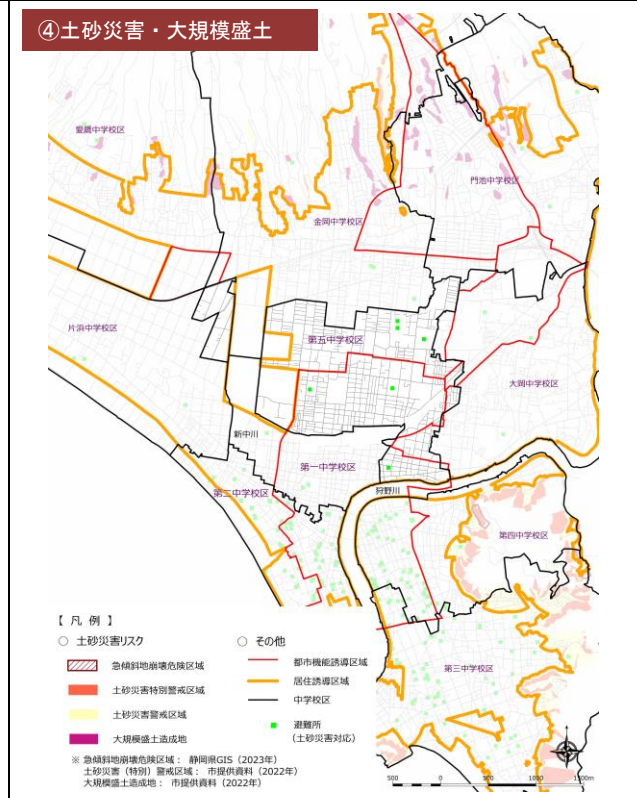 ④土砂災害・大規模盛土
愛鷹中学校区
門池中学校区
金岡中学校区
片浜中学校区
第五中学校区
大岡中学校区
新中川
第一中学校区
第二中学校区
狩野川
第四中学校区
第三中学校区
【 凡 例 】
○ 土砂災害リスク
急傾斜地崩壊危険区域
土砂災害特別警戒区域
土砂災害警戒区域
大規模盛土造成地
○ その他
都市機能誘導区域
居住誘導区域
中学校区
避難所
(土砂災害対応)
※ 急傾斜地崩壊危険区域: 静岡県GIS(2023年)
土砂災害(特別)警戒区域: 市提供資料(2022年)
大規模盛土造成地: 市提供資料(2022年)
500 0 500 1000 1500m